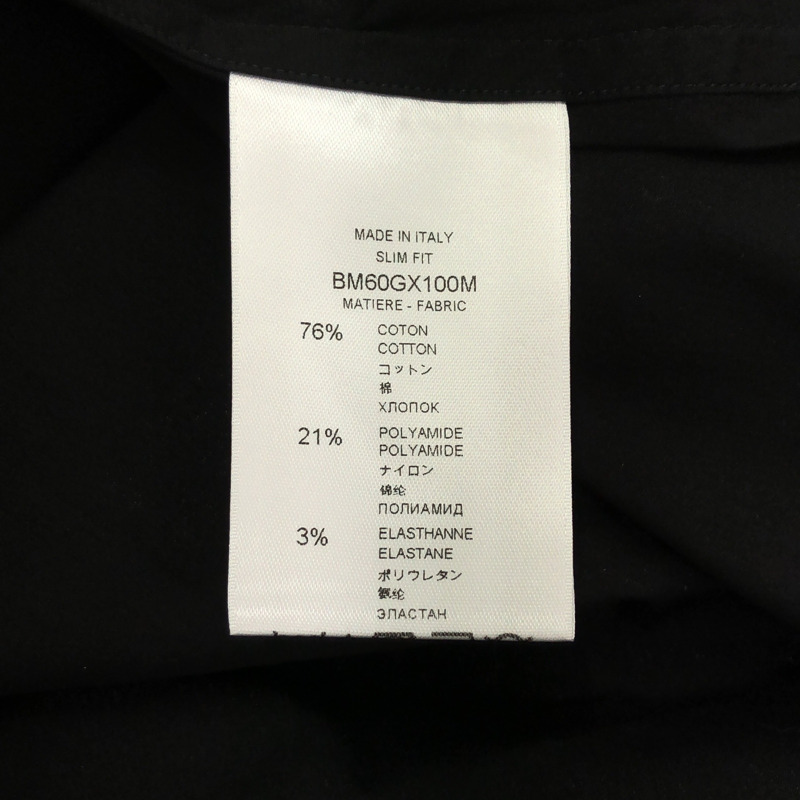 MADE IN ITALY
SLIM FIT
BM60GX100M
MATIERE - FABRIC
76% COTON
COTTON
コットン
棉
ХЛОПОК
21% POLYAMIDE
POLYAMIDE
ナイロン
锦纶
ПОЛИАМИД
3% ELASTHANNE
ELASTANE
ポリウレタン
氨纶
ЭЛАСТАН